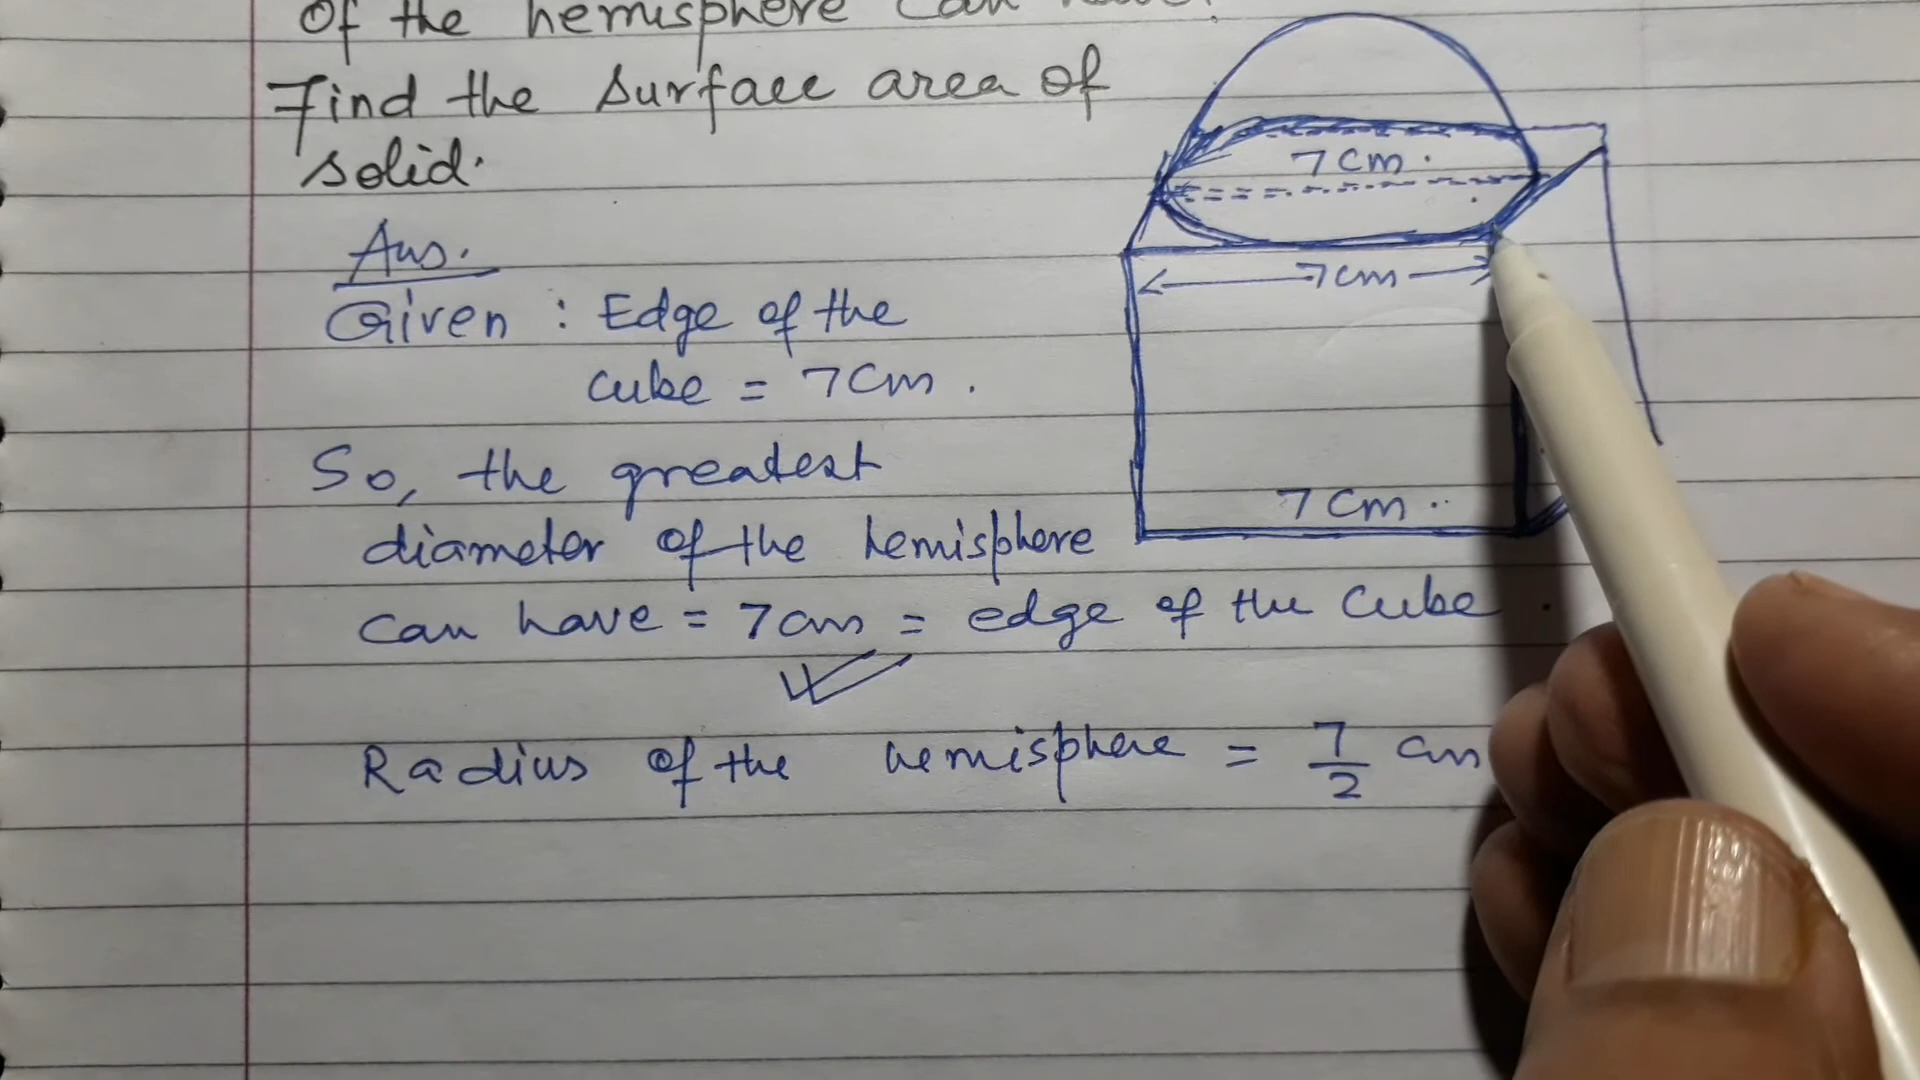 Of the hemisphere can have.
Find the surface area of
solid.
Ans.
Given : Edge of the
cube = 7cm .
So, the greatest
diameter of the hemisphere
can have = 7cm = edge of the cube .
Radius of the hemisphere = 7/2 cm
7cm .
7cm
7cm ..